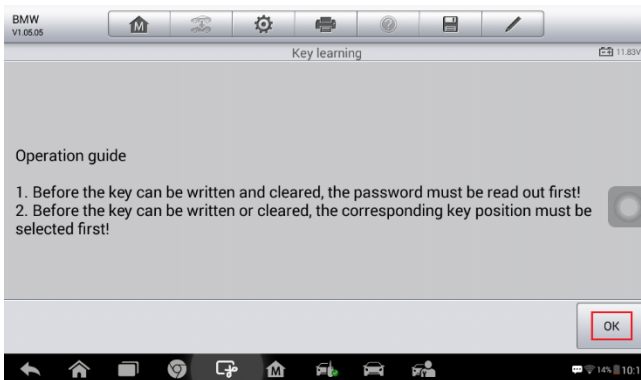 BMW
V1.05.05
Key learning
11.83V
Operation guide
1. Before the key can be written and cleared, the password must be read out first!
2. Before the key can be written or cleared, the corresponding key position must be
selected first!
OK
14%
10:1